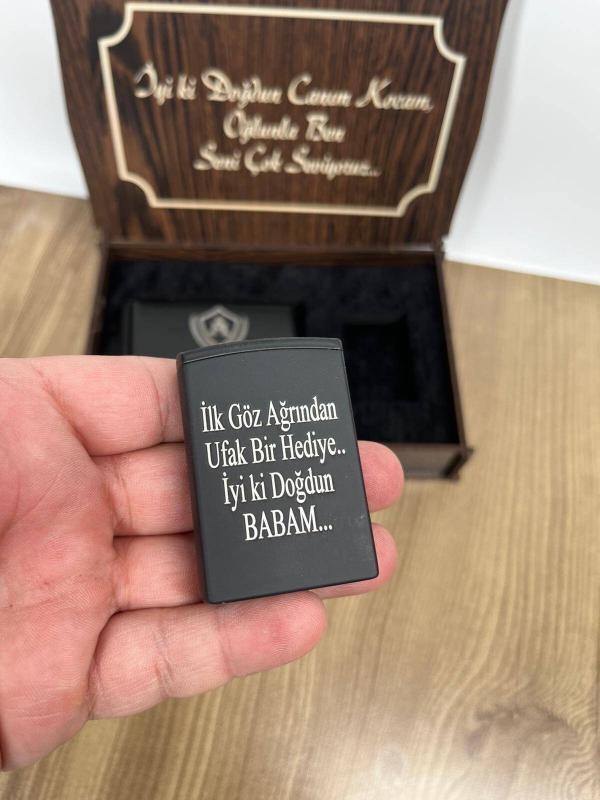 İyi ki Doğdun Canım Kocam,
Oğlunla Ben
Seni Çok Seviyoruz..
İlk Göz Ağrından
Ufak Bir Hediye..
İyi ki Doğdun
BABAM...